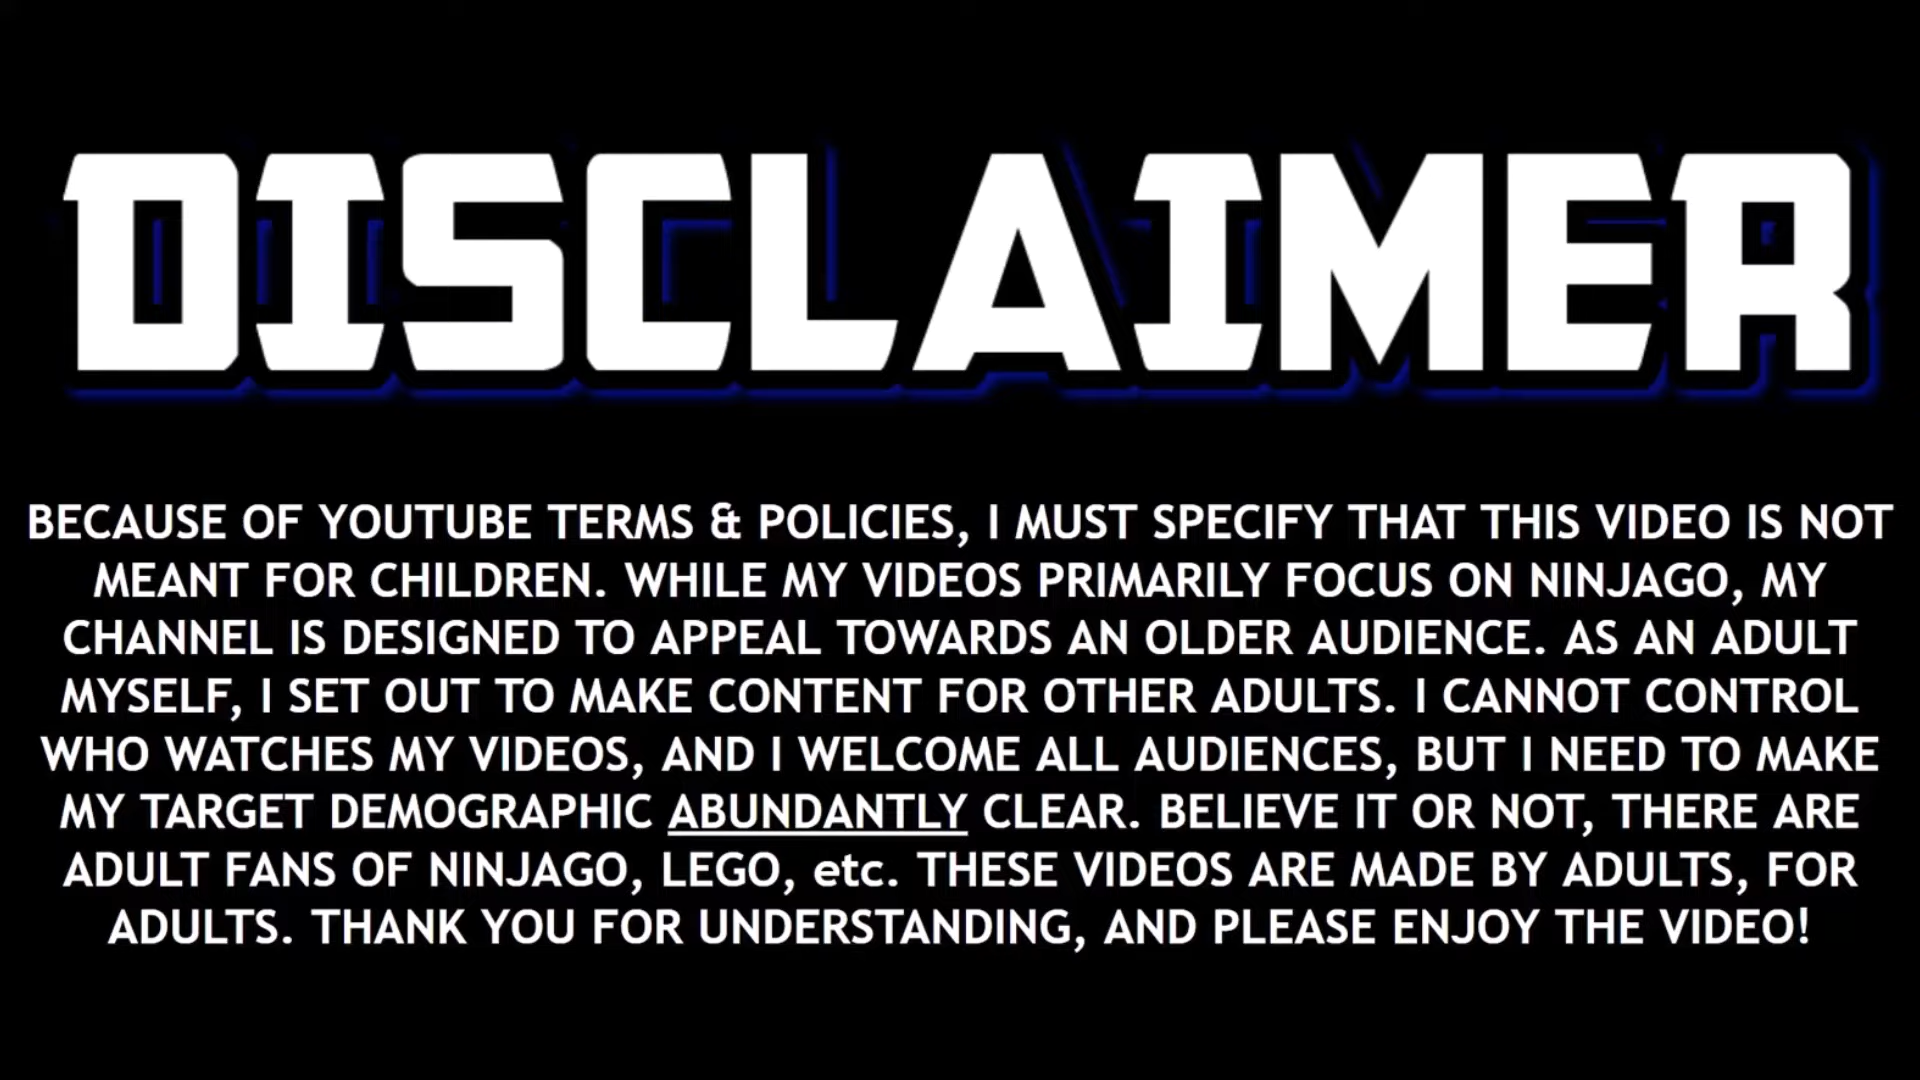 DISCLAIMER
BECAUSE OF YOUTUBE TERMS & POLICIES, I MUST SPECIFY THAT THIS VIDEO IS NOT
MEANT FOR CHILDREN. WHILE MY VIDEOS PRIMARILY FOCUS ON NINJAGO, MY
CHANNEL IS DESIGNED TO APPEAL TOWARDS AN OLDER AUDIENCE. AS AN ADULT
MYSELF, I SET OUT TO MAKE CONTENT FOR OTHER ADULTS. I CANNOT CONTROL
WHO WATCHES MY VIDEOS, AND I WELCOME ALL AUDIENCES, BUT I NEED TO MAKE
MY TARGET DEMOGRAPHIC ABUNDANTLY CLEAR. BELIEVE IT OR NOT, THERE ARE
ADULT FANS OF NINJAGO, LEGO, etc. THESE VIDEOS ARE MADE BY ADULTS, FOR
ADULTS. THANK YOU FOR UNDERSTANDING, AND PLEASE ENJOY THE VIDEO!